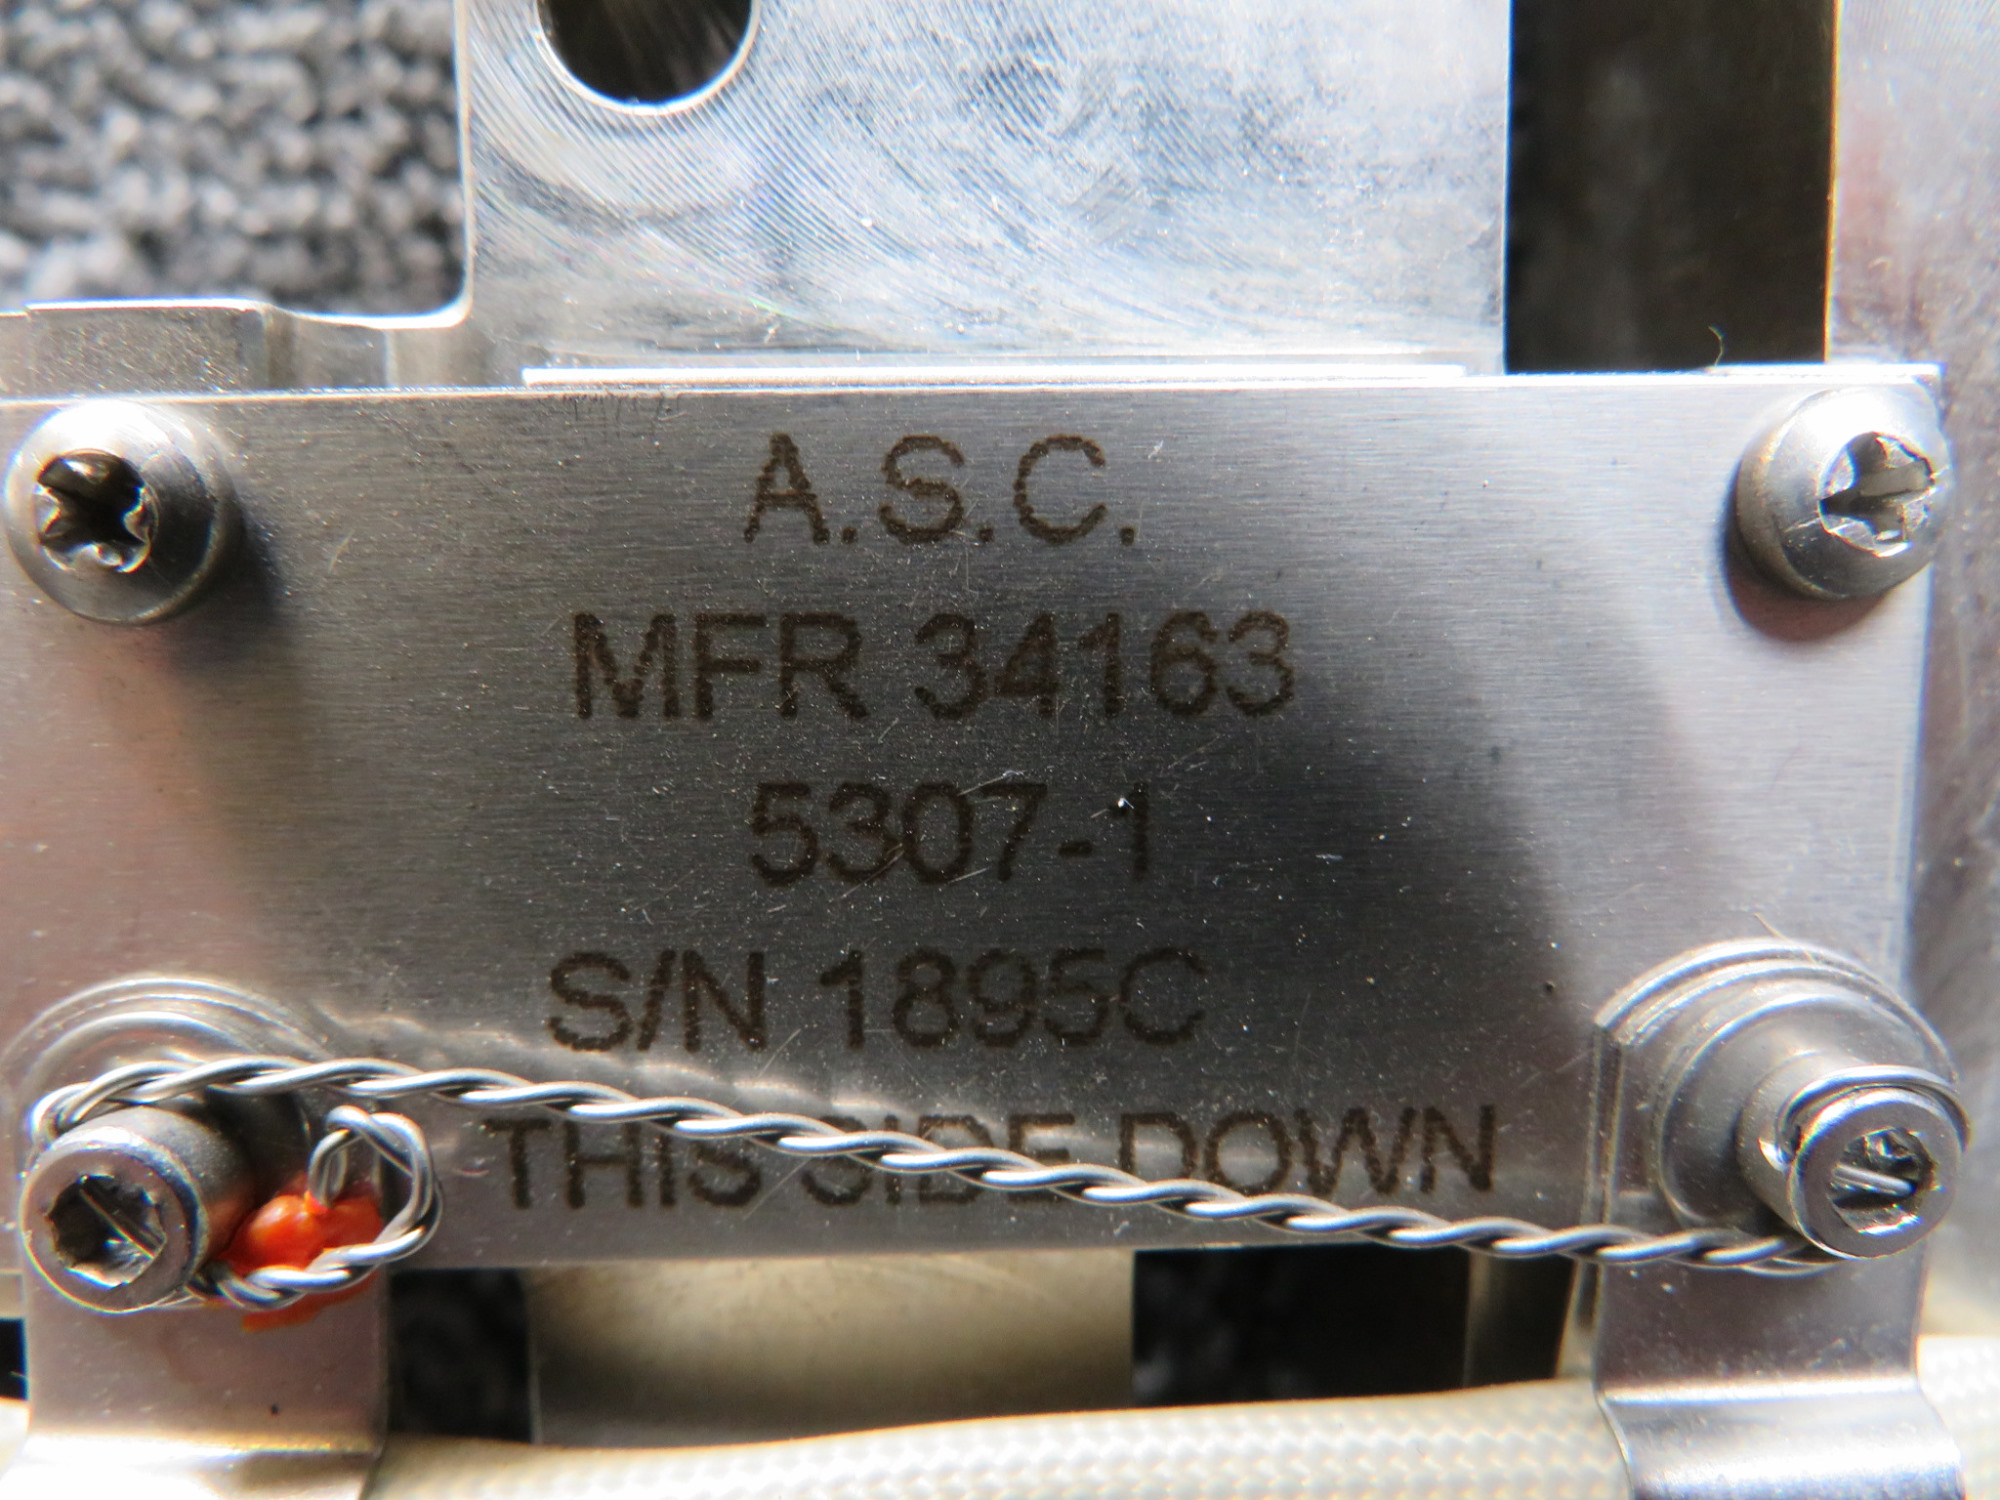 A.S.C.
MFR 34163
5307-1
S/N 1895C
THIS SIDE DOWN